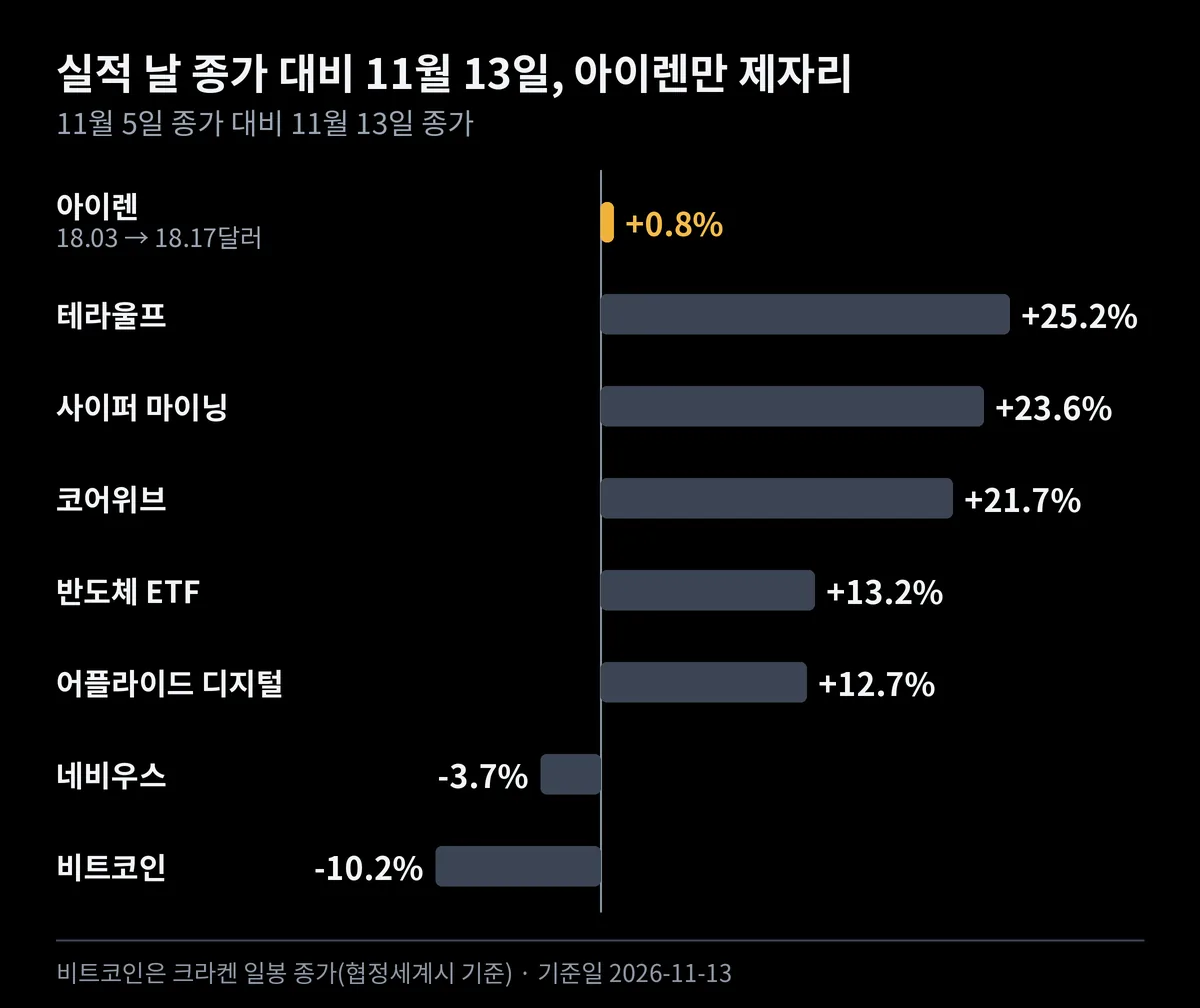 실적 날 종가 대비 11월 13일, 아이렌만 제자리
11월 5일 종가 대비 11월 13일 종가
아이렌
+0.8%
18.03 → 18.17달러
테라울프
+25.2%
사이퍼 마이닝
+23.6%
코어위브
+21.7%
반도체 ETF
+13.2%
어플라이드 디지털
+12.7%
네비우스
-3.7%
비트코인
-10.2%
비트코인은 크라켄 일봉 종가(협정세계시 기준) · 기준일 2026-11-13